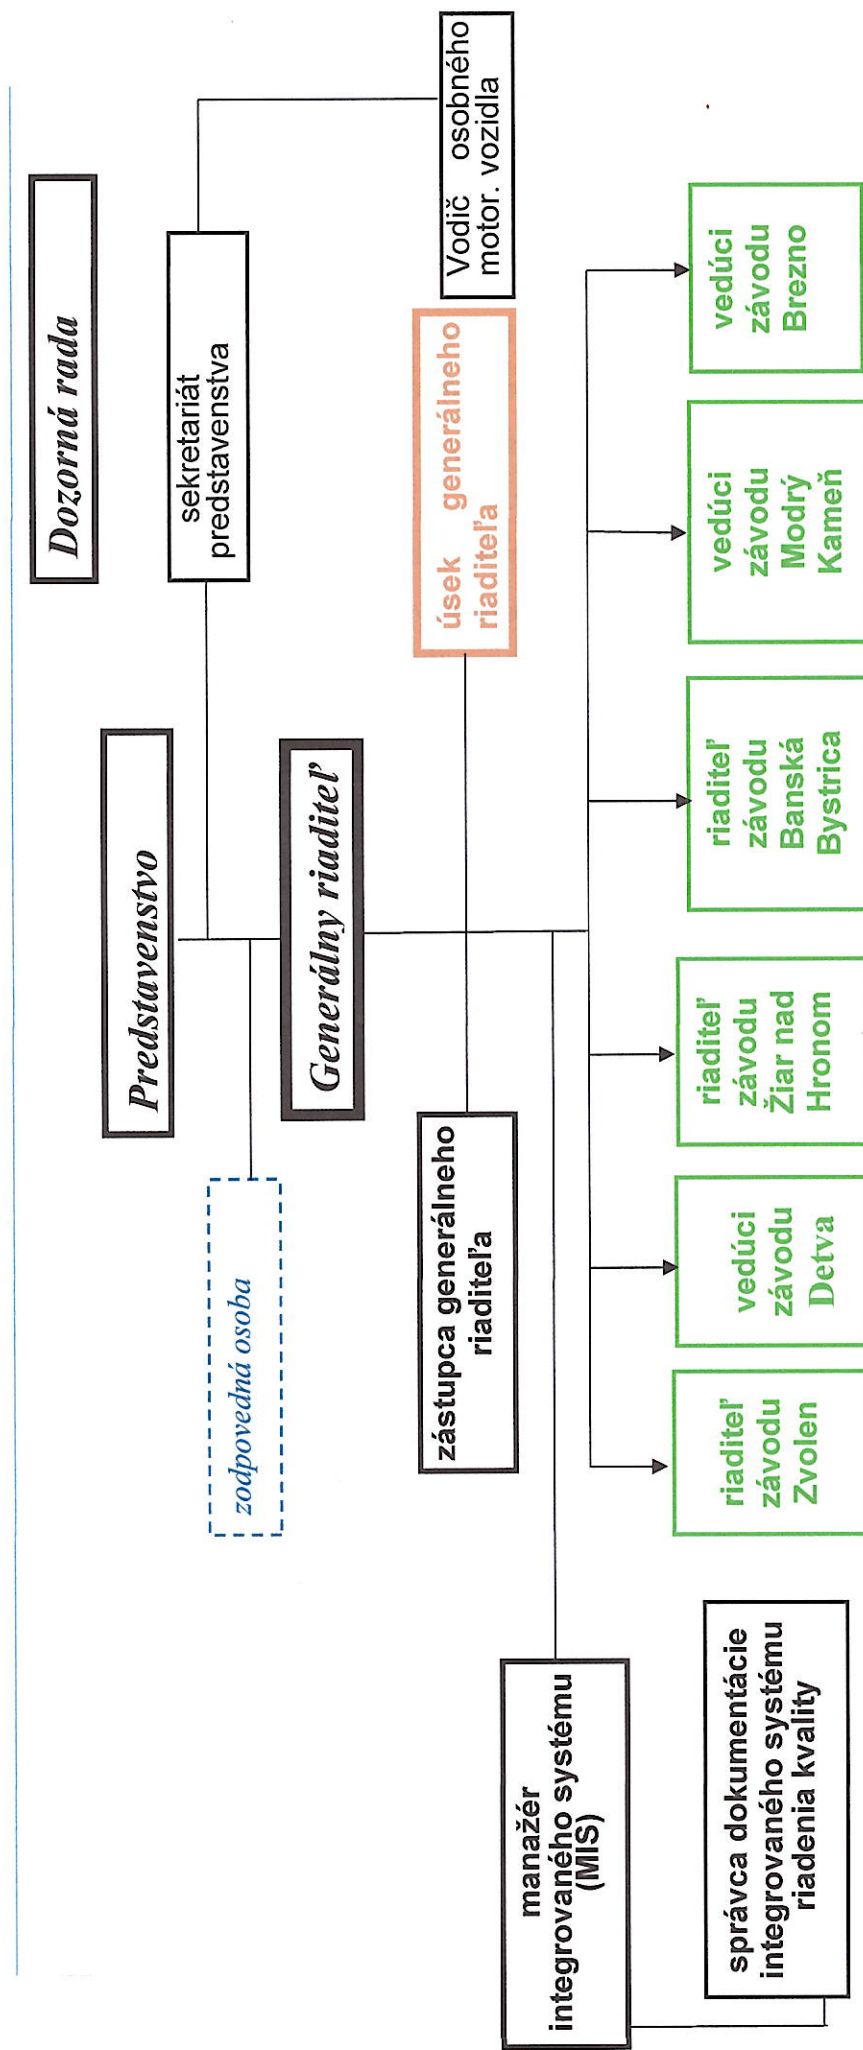 Dozorná rada
Predstavenstvo
sekretariát
predstavenstva
zodpovedná osoba
Generálny riaditeľ
Vodič osobného
motor. vozidla
zástupca generálneho
riaditeľa
úsek generálneho
riaditeľa
manažér
integrovaného systému
(MIS)
správca dokumentácie
integrovaného systému
riadenia kvality
riaditeľ
závodu
Zvolen
vedúci
závodu
Detva
riaditeľ
závodu
Žiar nad
Hronom
riaditeľ
závodu
Banská
Bystrica
vedúci
závodu
Modrý
Kameň
vedúci
závodu
Brezno